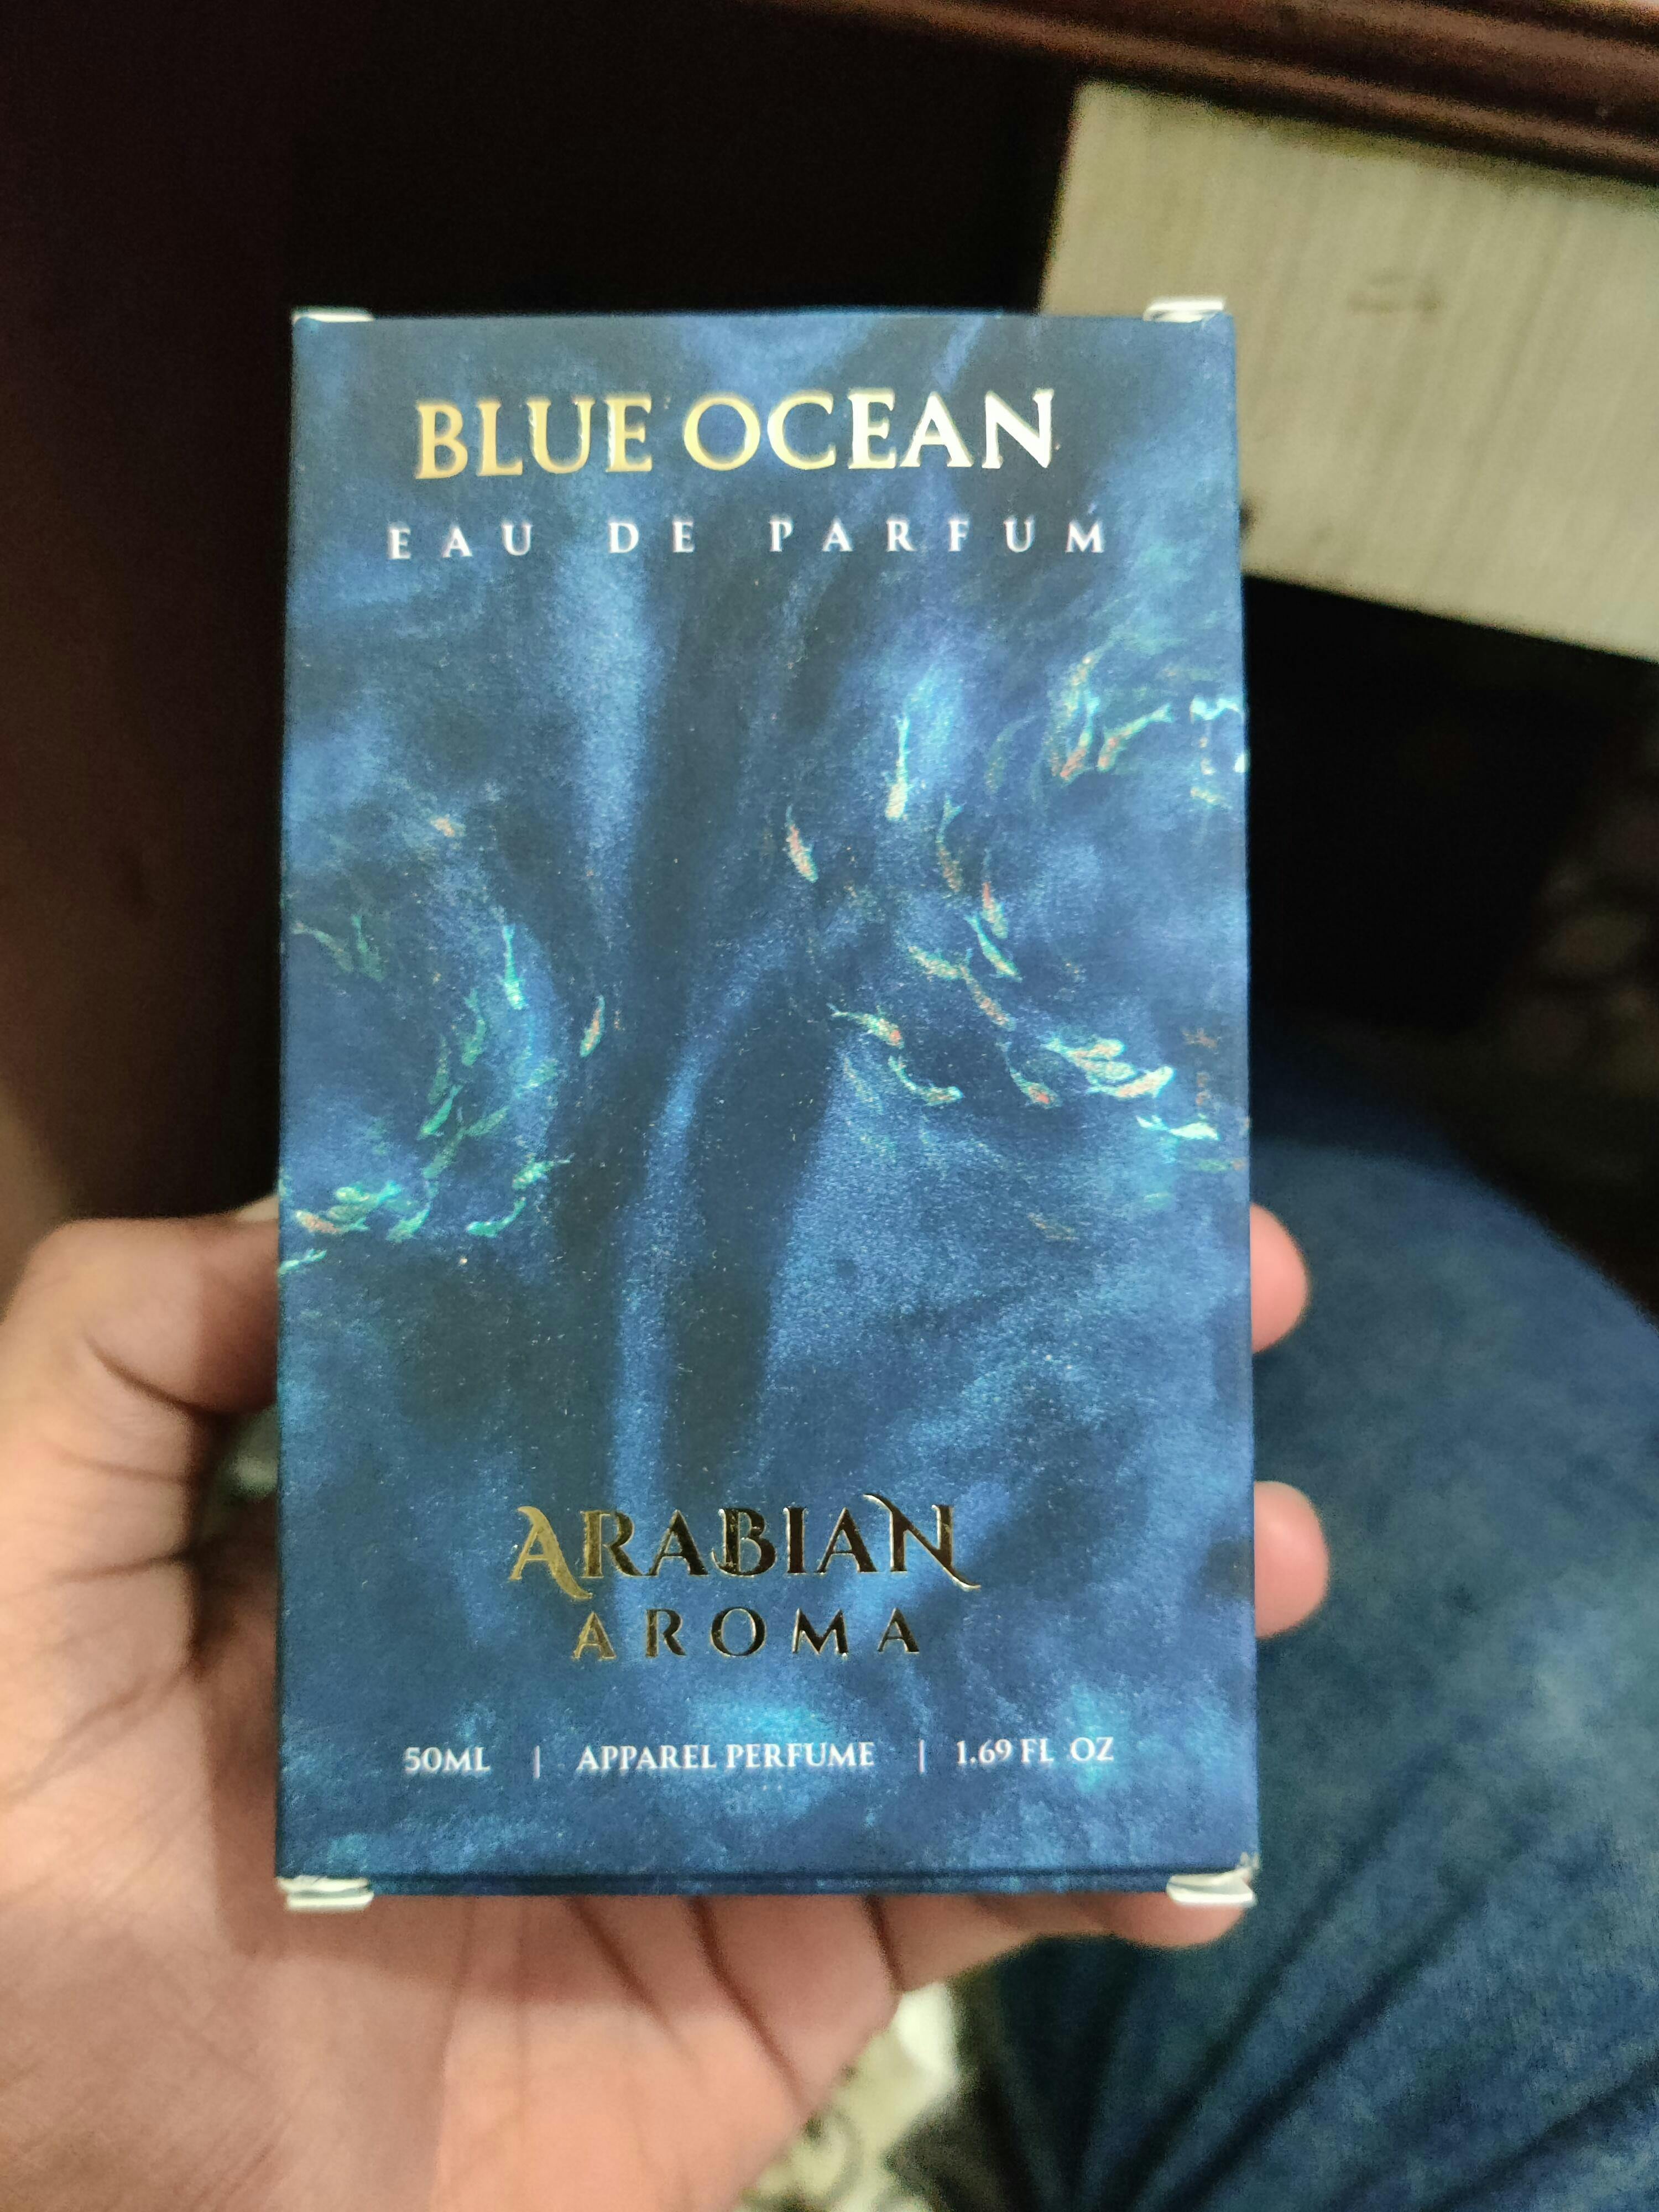 BLUE OCEAN
EAU DE PARFUM
ARABIAN
AROMA
50ML | APPAREL PERFUME | 1.69 FL OZ